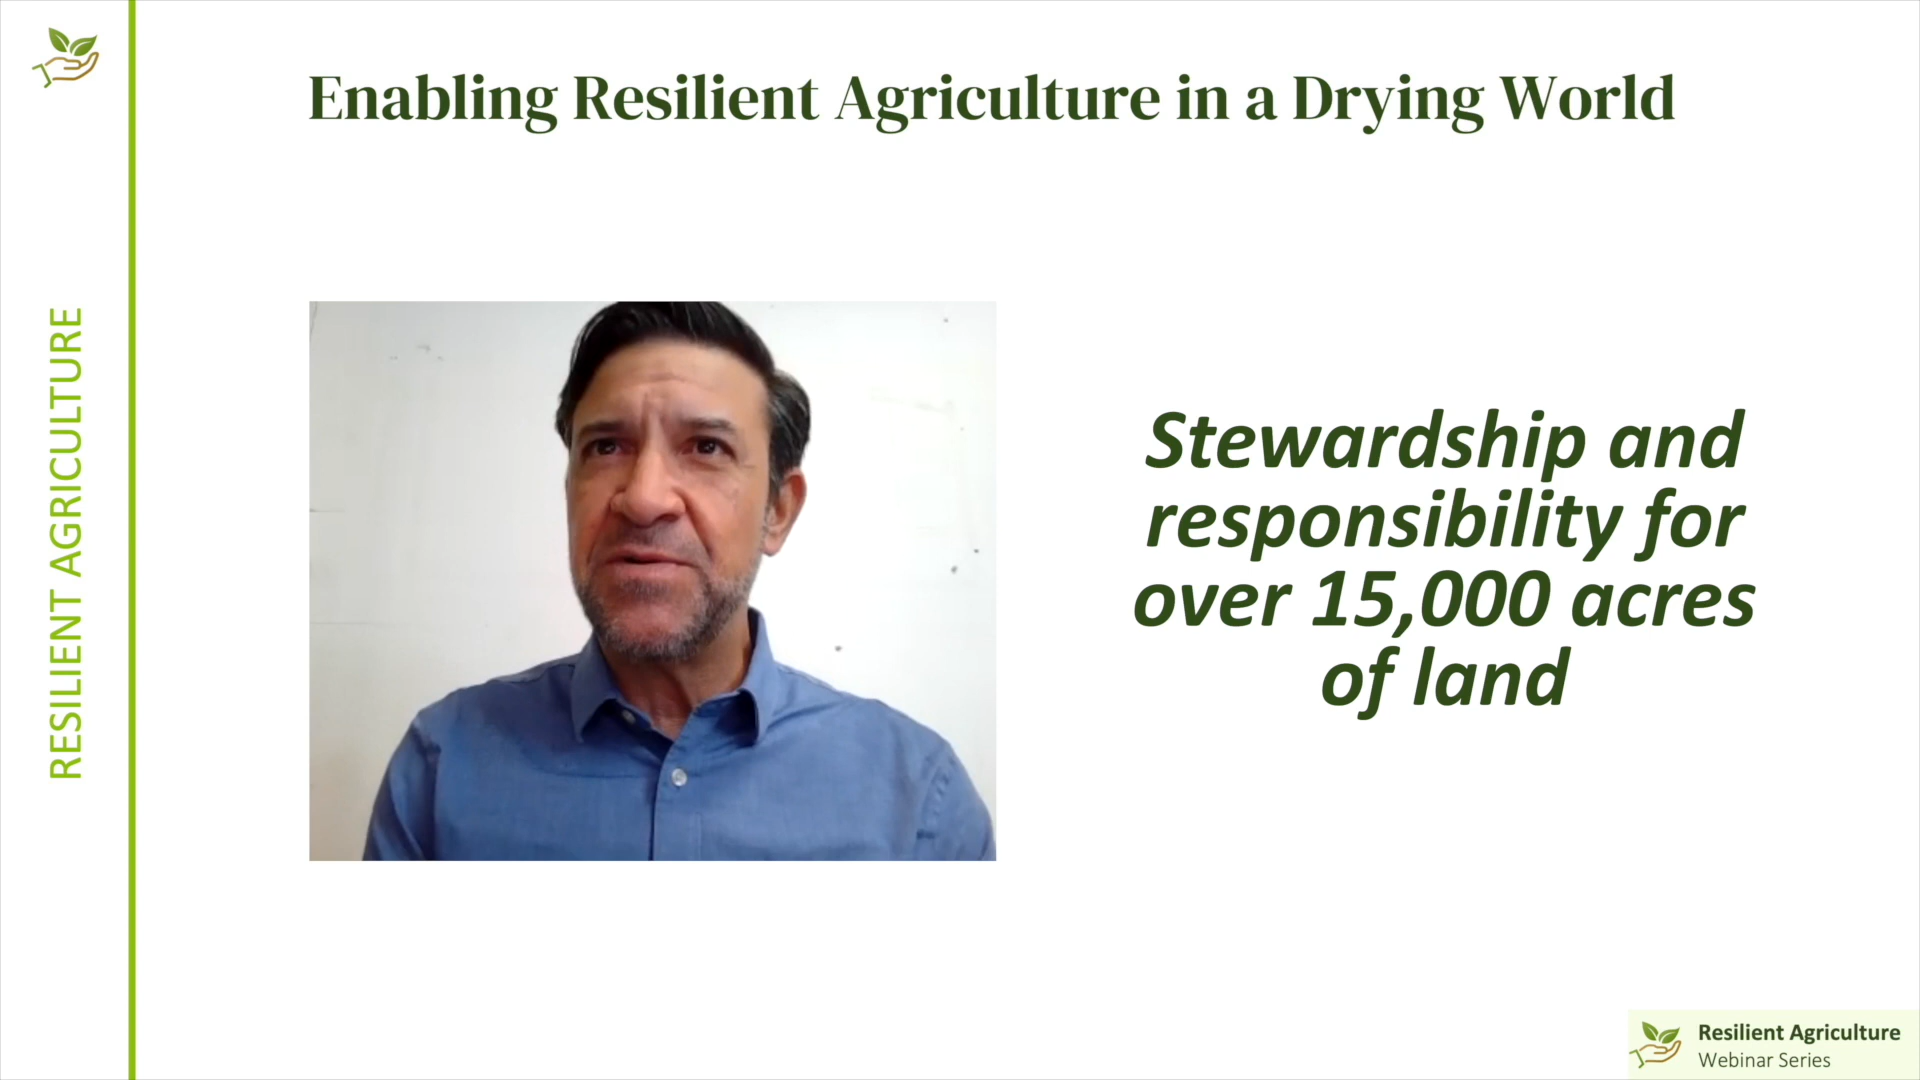 Enabling Resilient Agriculture in a Drying World
RESILIENT AGRICULTURE
Stewardship and
responsibility for
over 15,000 acres
of land
Resilient Agriculture
Webinar Series